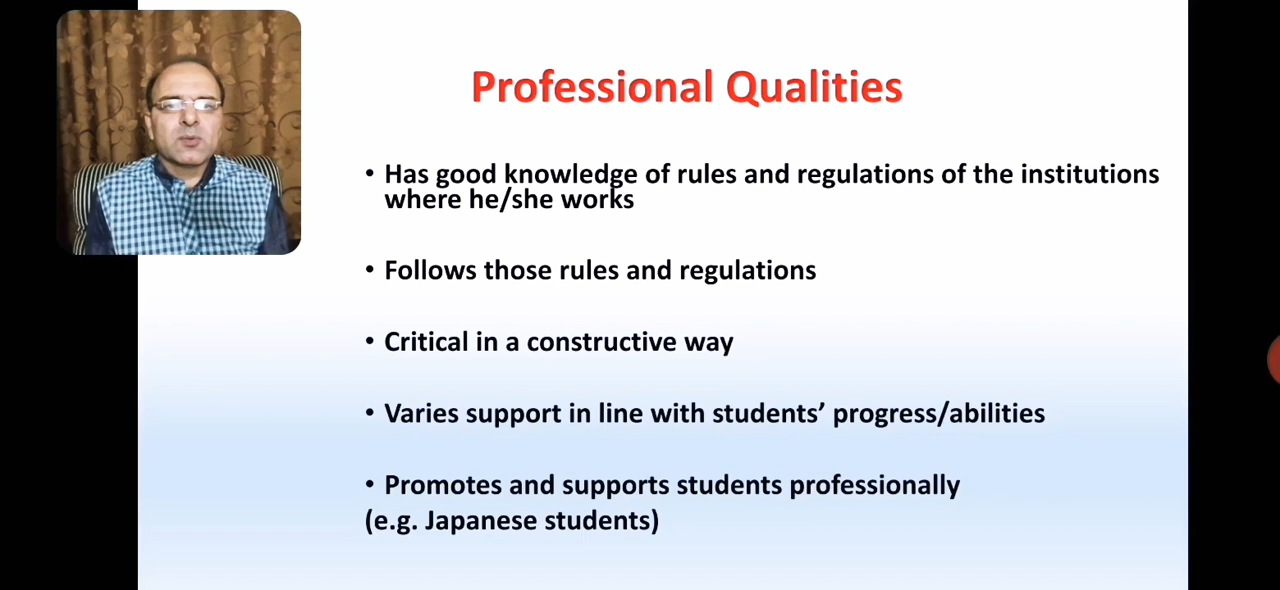 Professional Qualities
• Has good knowledge of rules and regulations of the institutions
where he/she works
• Follows those rules and regulations
• Critical in a constructive way
• Varies support in line with students’ progress/abilities
• Promotes and supports students professionally
(e.g. Japanese students)